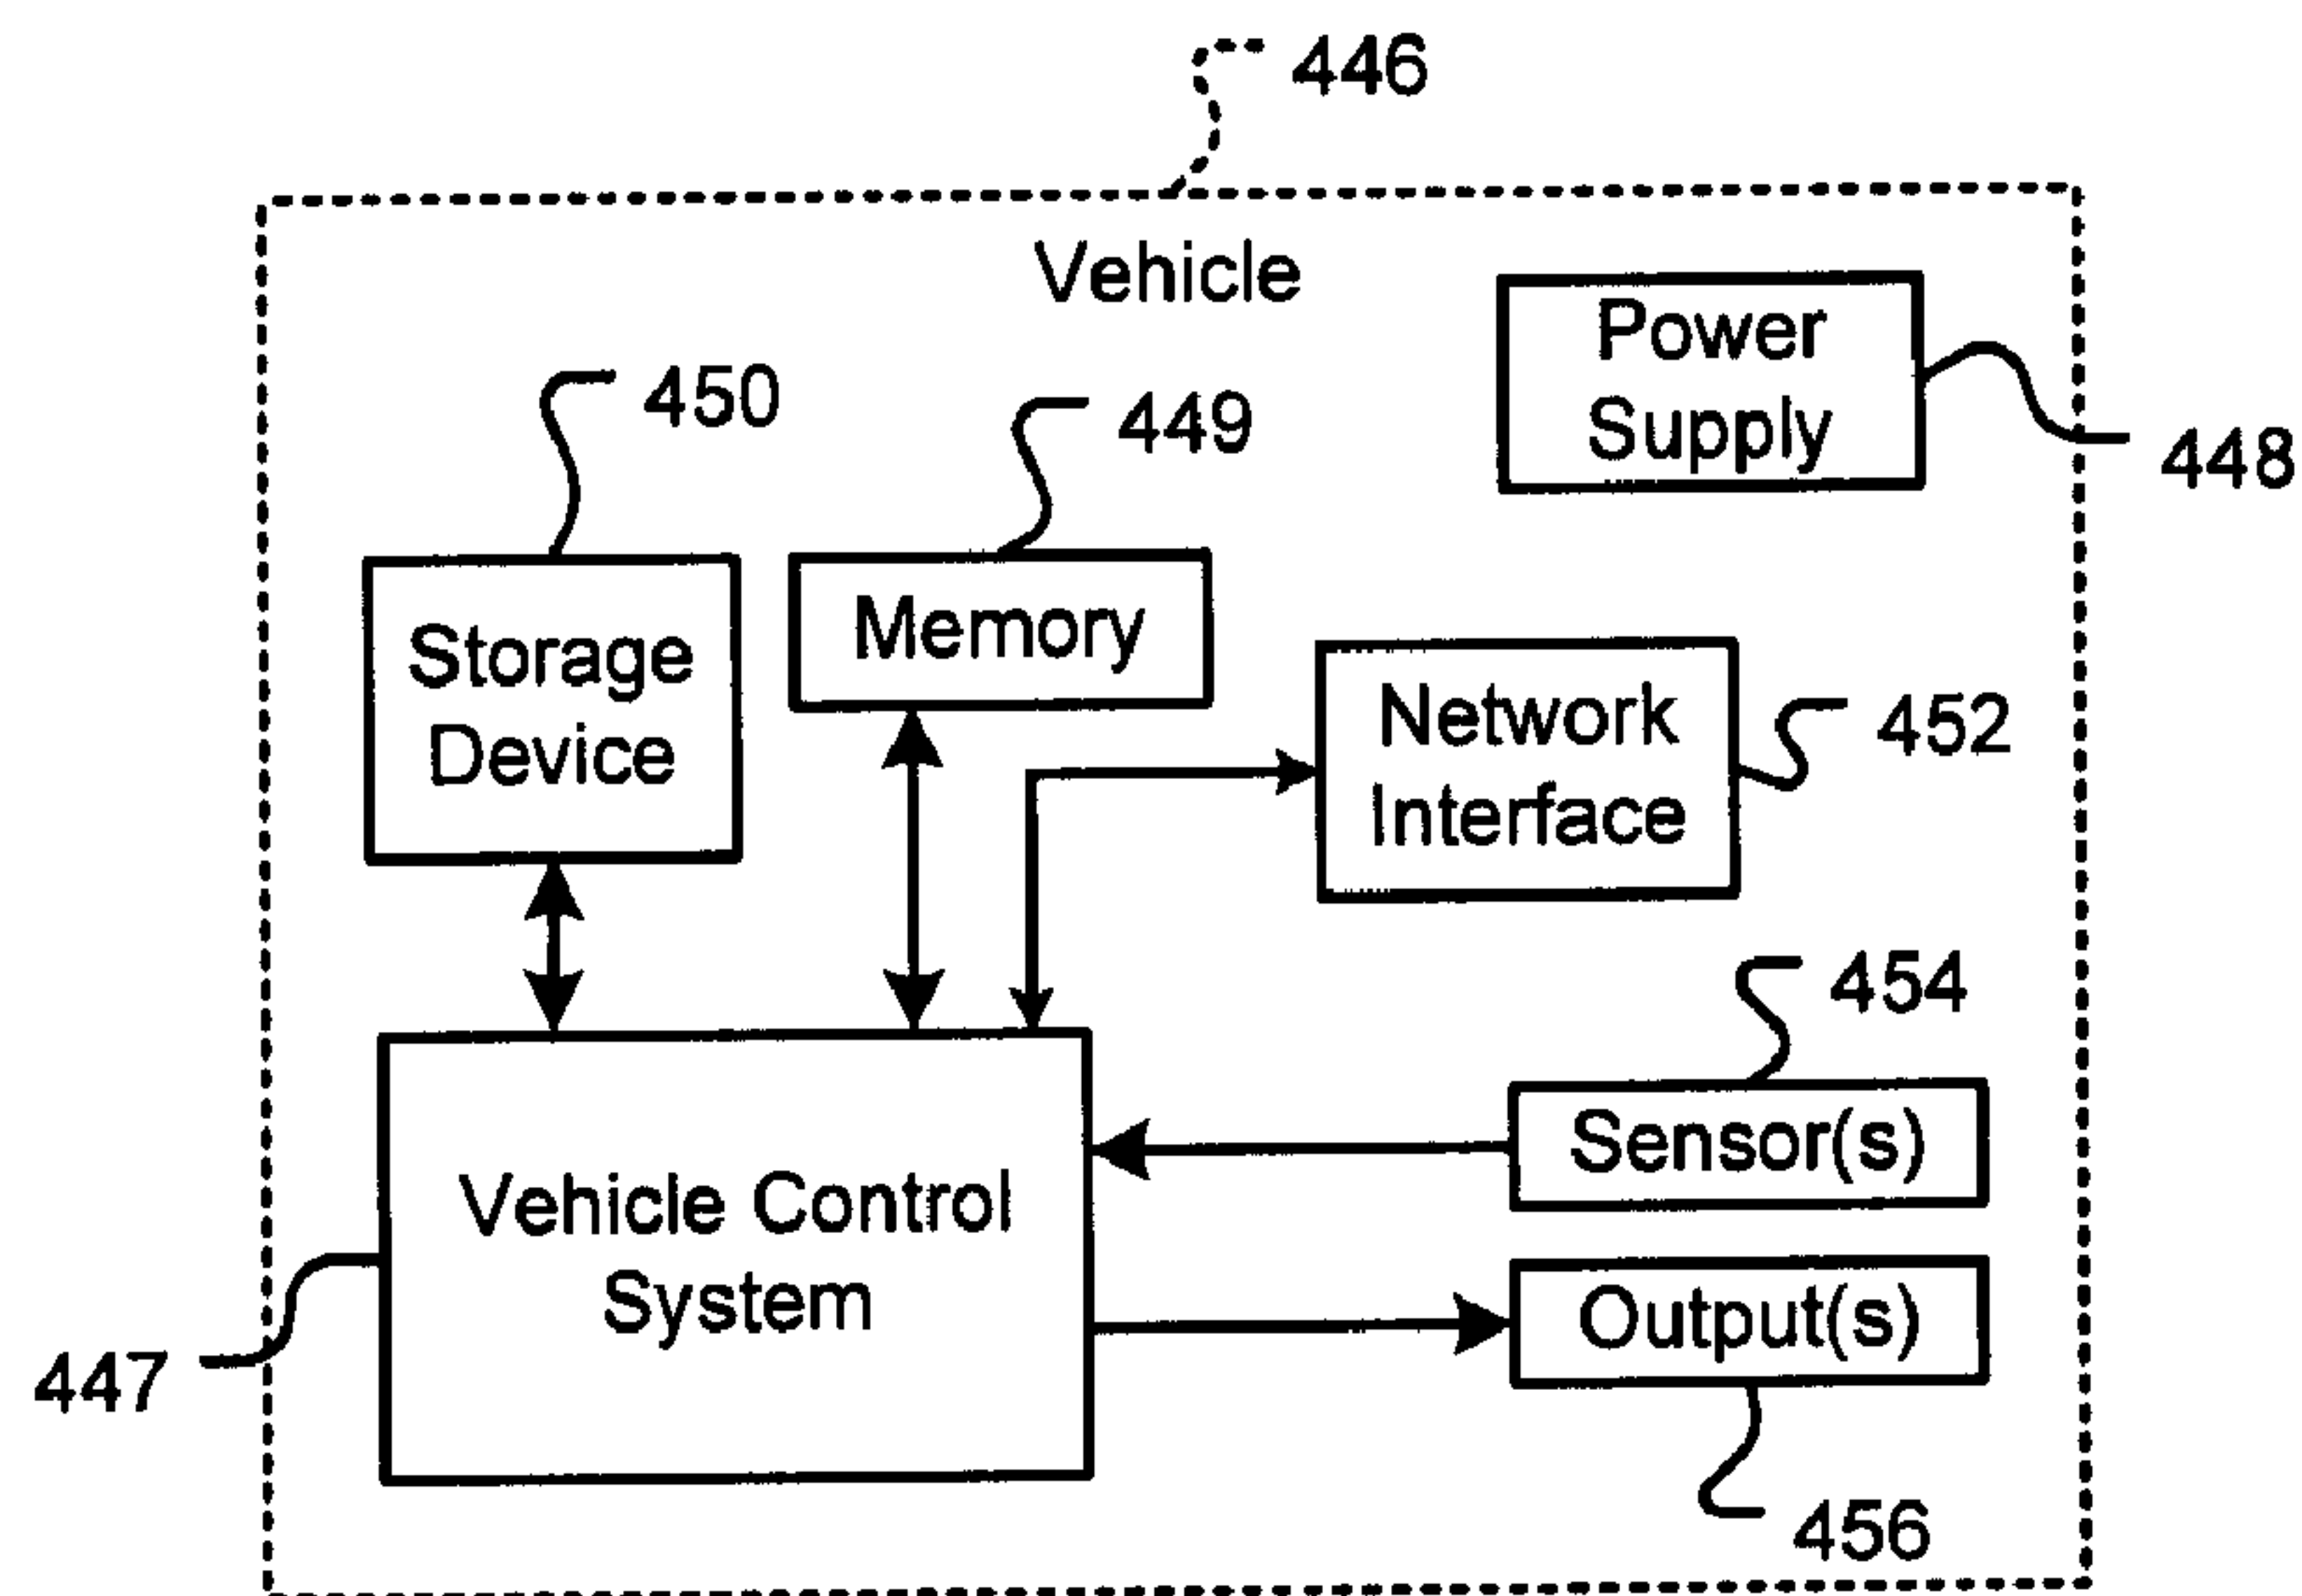 446
Vehicle
Power
Supply
448
450
449
Storage
Device
Memory
Network
Interface
452
454
Sensor(s)
Vehicle Control
System
Output(s)
447
456